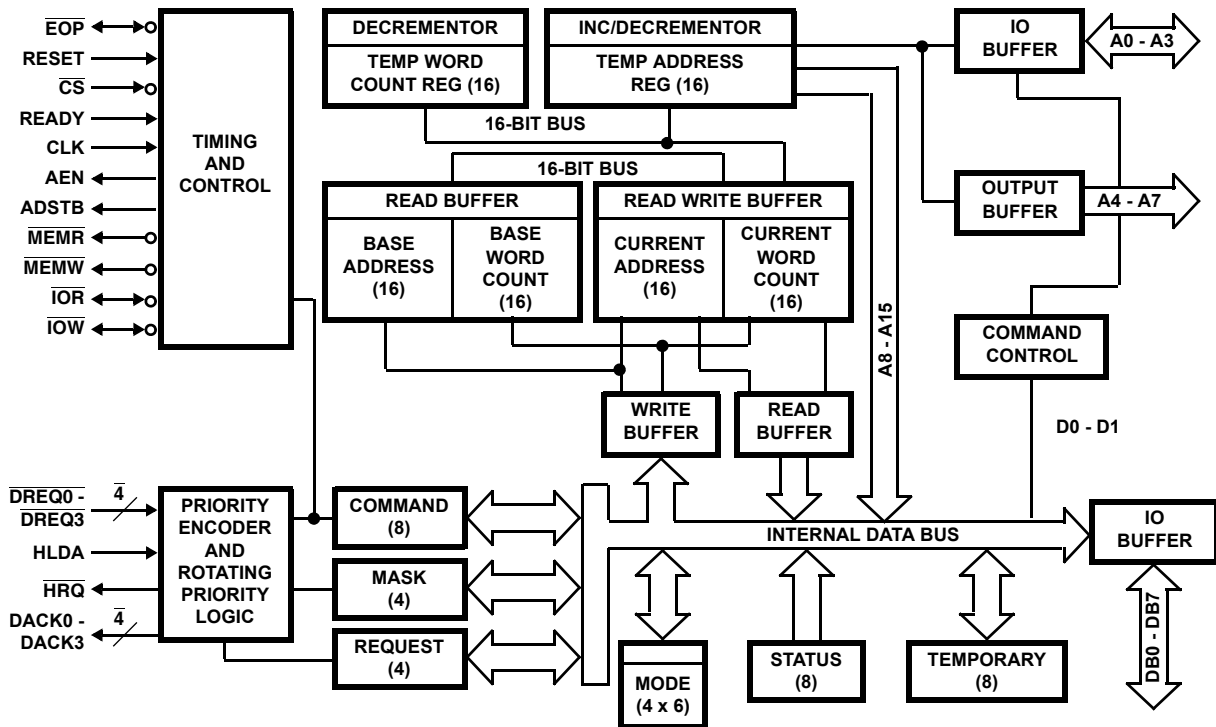 EOP
RESET
CS
READY
CLK
AEN
ADSTB
MEMR
MEMW
IOR
IOW
TIMING
AND
CONTROL
DECREMENTOR
TEMP WORD
COUNT REG (16)
INC/DECREMENTOR
TEMP ADDRESS
REG (16)
IO
BUFFER
A0 - A3
16-BIT BUS
16-BIT BUS
READ BUFFER
BASE
ADDRESS
(16)
BASE
WORD
COUNT
(16)
READ WRITE BUFFER
CURRENT
ADDRESS
(16)
CURRENT
WORD
COUNT
(16)
OUTPUT
BUFFER
A4 - A7
A8 - A15
COMMAND
CONTROL
WRITE
BUFFER
READ
BUFFER
D0 - D1
DREQ0 -
DREQ3
4
HLDA
HRQ
DACK0 -
DACK3
4
PRIORITY
ENCODER
AND
ROTATING
PRIORITY
LOGIC
COMMAND
(8)
MASK
(4)
REQUEST
(4)
INTERNAL DATA BUS
IO
BUFFER
MODE
(4 x 6)
STATUS
(8)
TEMPORARY
(8)
DB0 - DB7